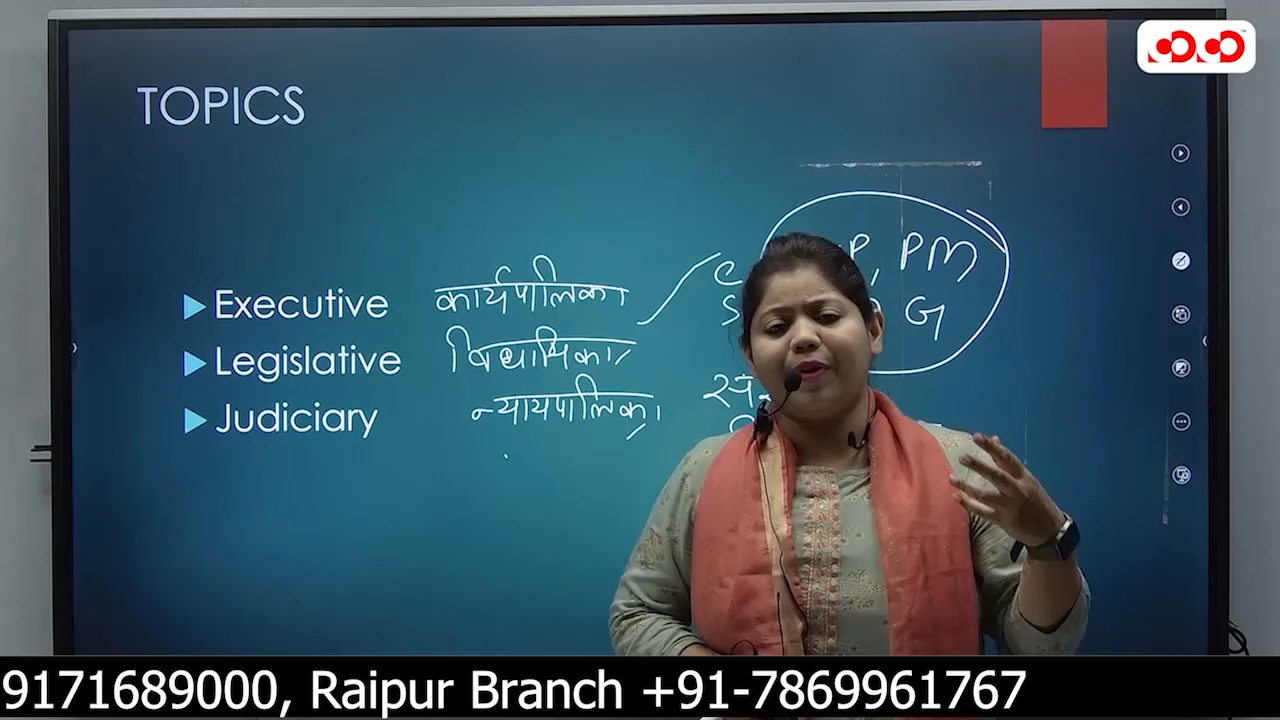 TOPICS
Executive कार्यपालिका
Legislative विधायिका
Judiciary न्यायपालिका
P, PM
S G
9171689000, Raipur Branch +91-7869961767